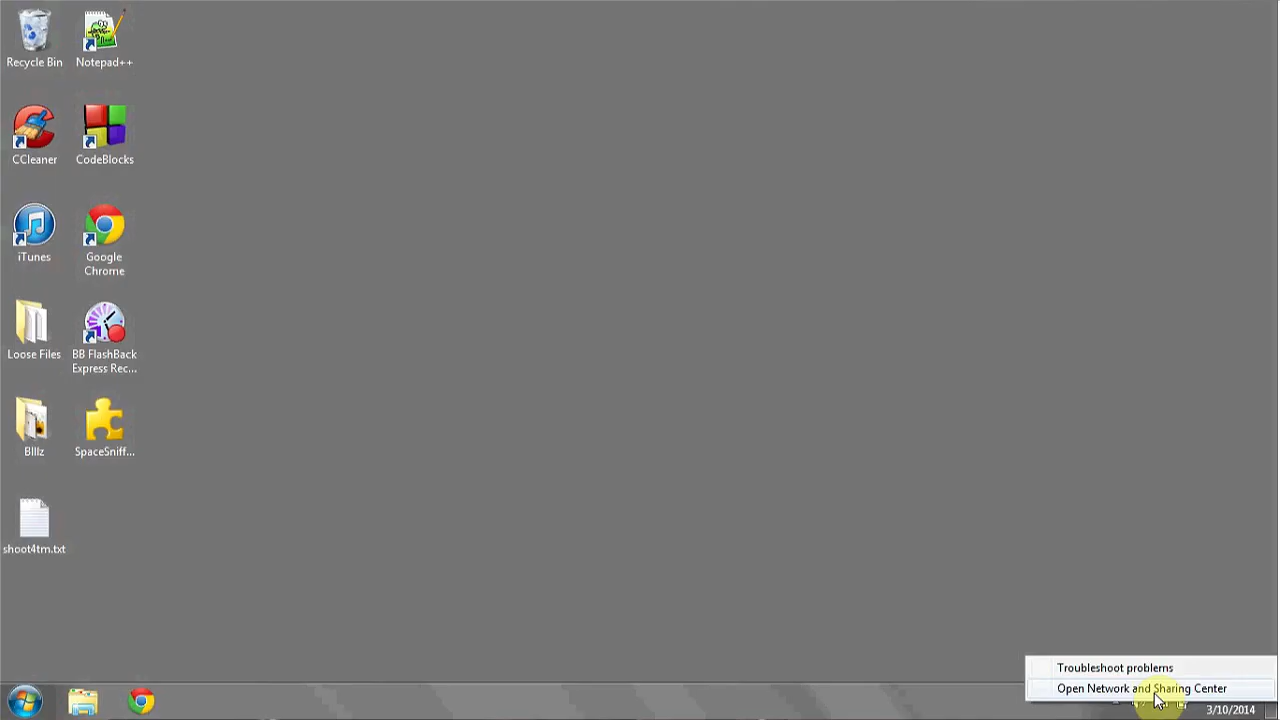 Recycle Bin
Notepad++
CCleaner
CodeBlocks
iTunes
Google
Chrome
Loose Files
BB FlashBack
Express Rec...
BIllz
SpaceSniff...
shoot4tm.txt
Troubleshoot problems
Open Network and Sharing Center
3/10/2014